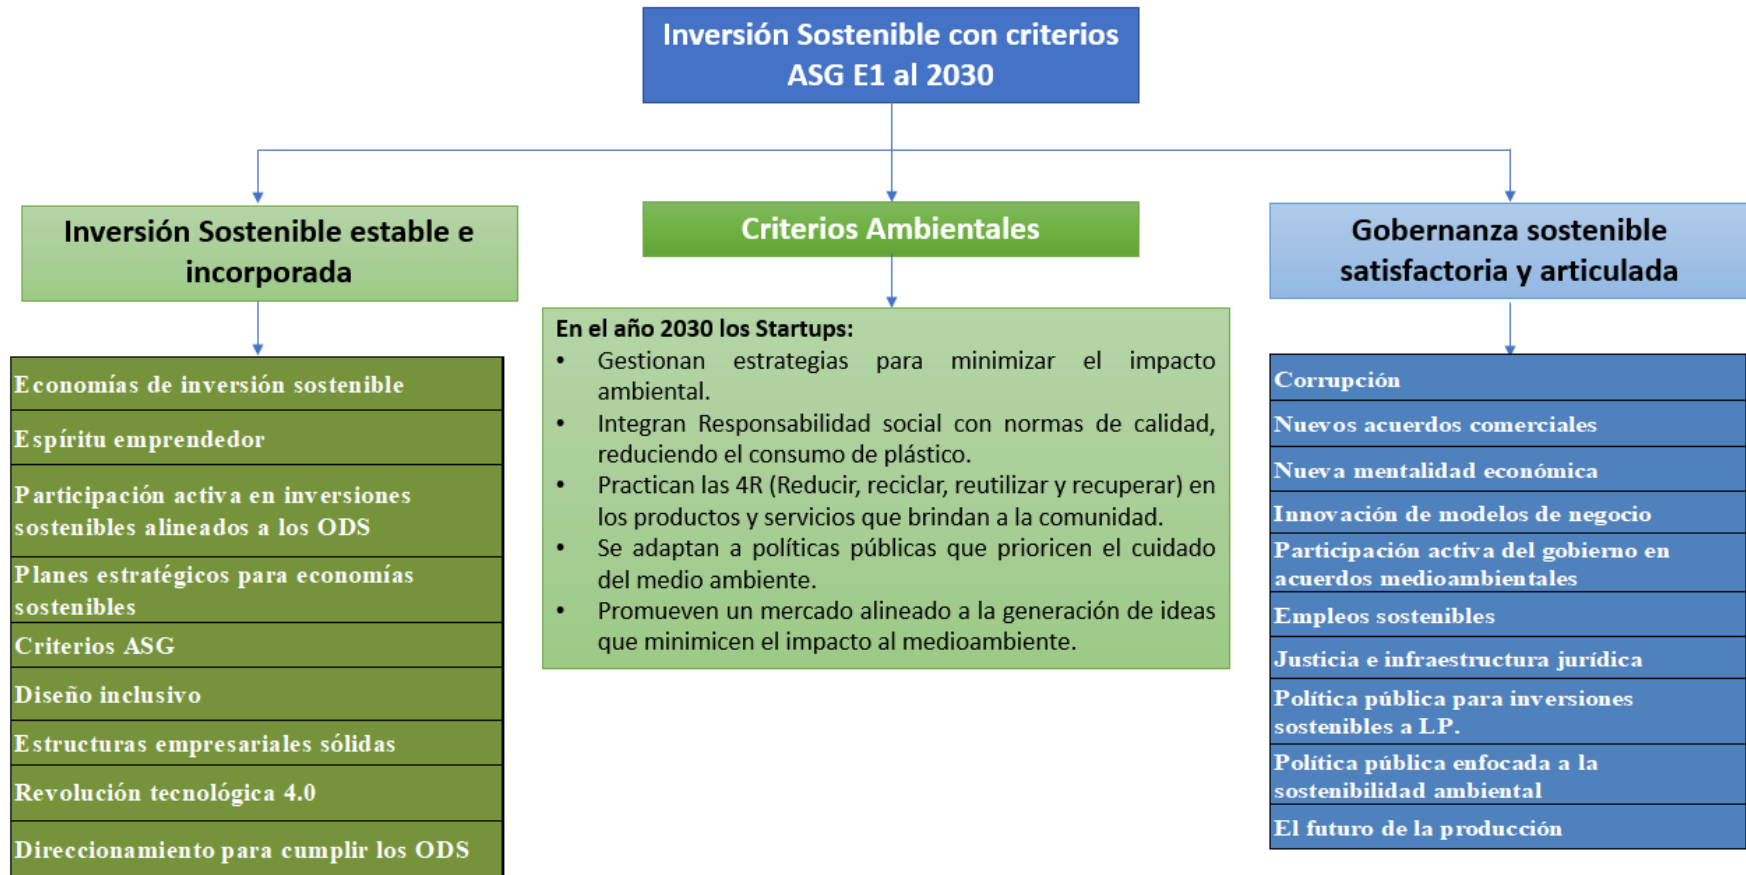 Inversión Sostenible con criterios
ASG E1 al 2030
Inversión Sostenible estable e
incorporada
Economías de inversión sostenible
Espíritu emprendedor
Participación activa en inversiones
sostenibles alineados a los ODS
Planes estratégicos para economías
sostenibles
Criterios ASG
Diseño inclusivo
Estructuras empresariales sólidas
Revolución tecnológica 4.0
Direccionamiento para cumplir los ODS
Criterios Ambientales
En el año 2030 los Startups:
• Gestionan estrategias para minimizar el impacto
ambiental.
• Integran Responsabilidad social con normas de calidad,
reduciendo el consumo de plástico.
• Practican las 4R (Reducir, reciclar, reutilizar y recuperar) en
los productos y servicios que brindan a la comunidad.
• Se adaptan a políticas públicas que prioricen el cuidado
del medio ambiente.
• Promueven un mercado alineado a la generación de ideas
que minimicen el impacto al medioambiente.
Gobernanza sostenible
satisfactoria y articulada
Corrupción
Nuevos acuerdos comerciales
Nueva mentalidad económica
Innovación de modelos de negocio
Participación activa del gobierno en
acuerdos medioambientales
Empleos sostenibles
Justicia e infraestructura jurídica
Política pública para inversiones
sostenibles a LP.
Política pública enfocada a la
sostenibilidad ambiental
El futuro de la producción